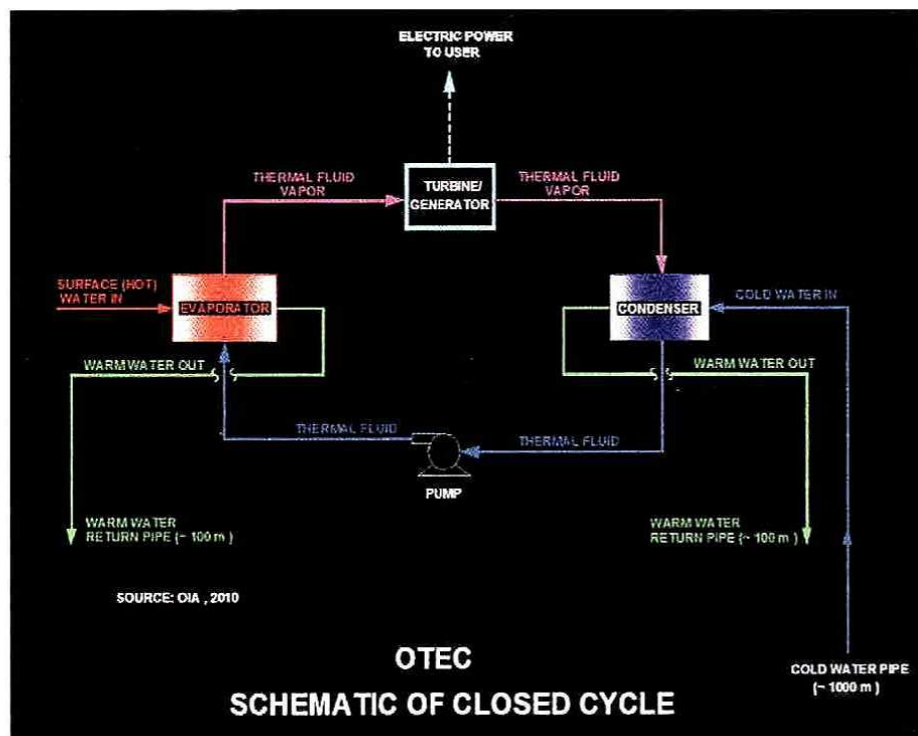 ELECTRIC POWER
TO USER
THERMAL FLUID
VAPOR
TURBINE/
GENERATOR
THERMAL FLUID
VAPOR
SURFACE (HOT)
WATER IN
EVAPORATOR
CONDENSER
COLD WATER IN
WARM WATER OUT
WARM WATER OUT
THERMAL FLUID
THERMAL FLUID
PUMP
WARM WATER
RETURN PIPE (~ 100 m )
WARM WATER
RETURN PIPE (~ 100 m )
SOURCE: OIA , 2010
OTEC
SCHEMATIC OF CLOSED CYCLE
COLD WATER PIPE
(~ 1000 m )